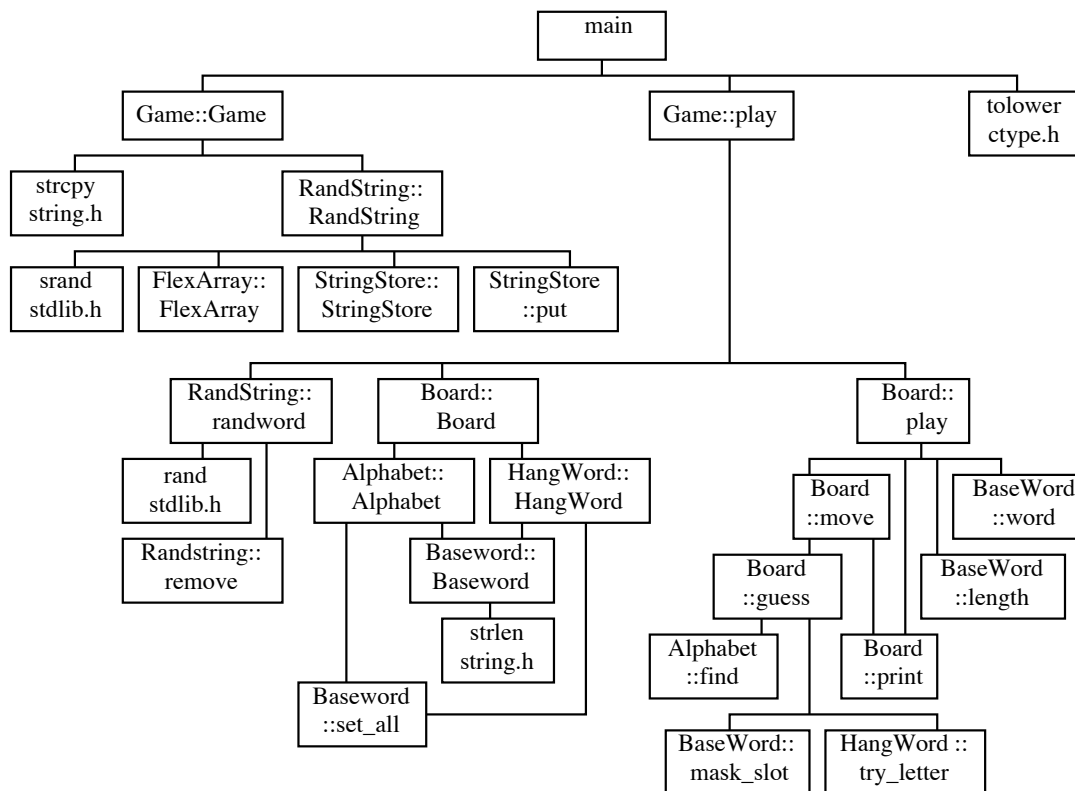 main
Game::Game
Game::play
tolower
ctype.h
strcpy
string.h
RandString::
RandString
srand
stdlib.h
FlexArray::
FlexArray
StringStore::
StringStore
StringStore
::put
RandString::
randword
Board::
Board
Board::
play
rand
stdlib.h
Alphabet::
Alphabet
HangWord::
HangWord
Board
::move
BaseWord
::word
Randstring::
remove
Baseword::
Baseword
Board
::guess
BaseWord
::length
strlen
string.h
Alphabet
::find
Board
::print
Baseword
::set_all
BaseWord::
mask_slot
HangWord ::
try_letter